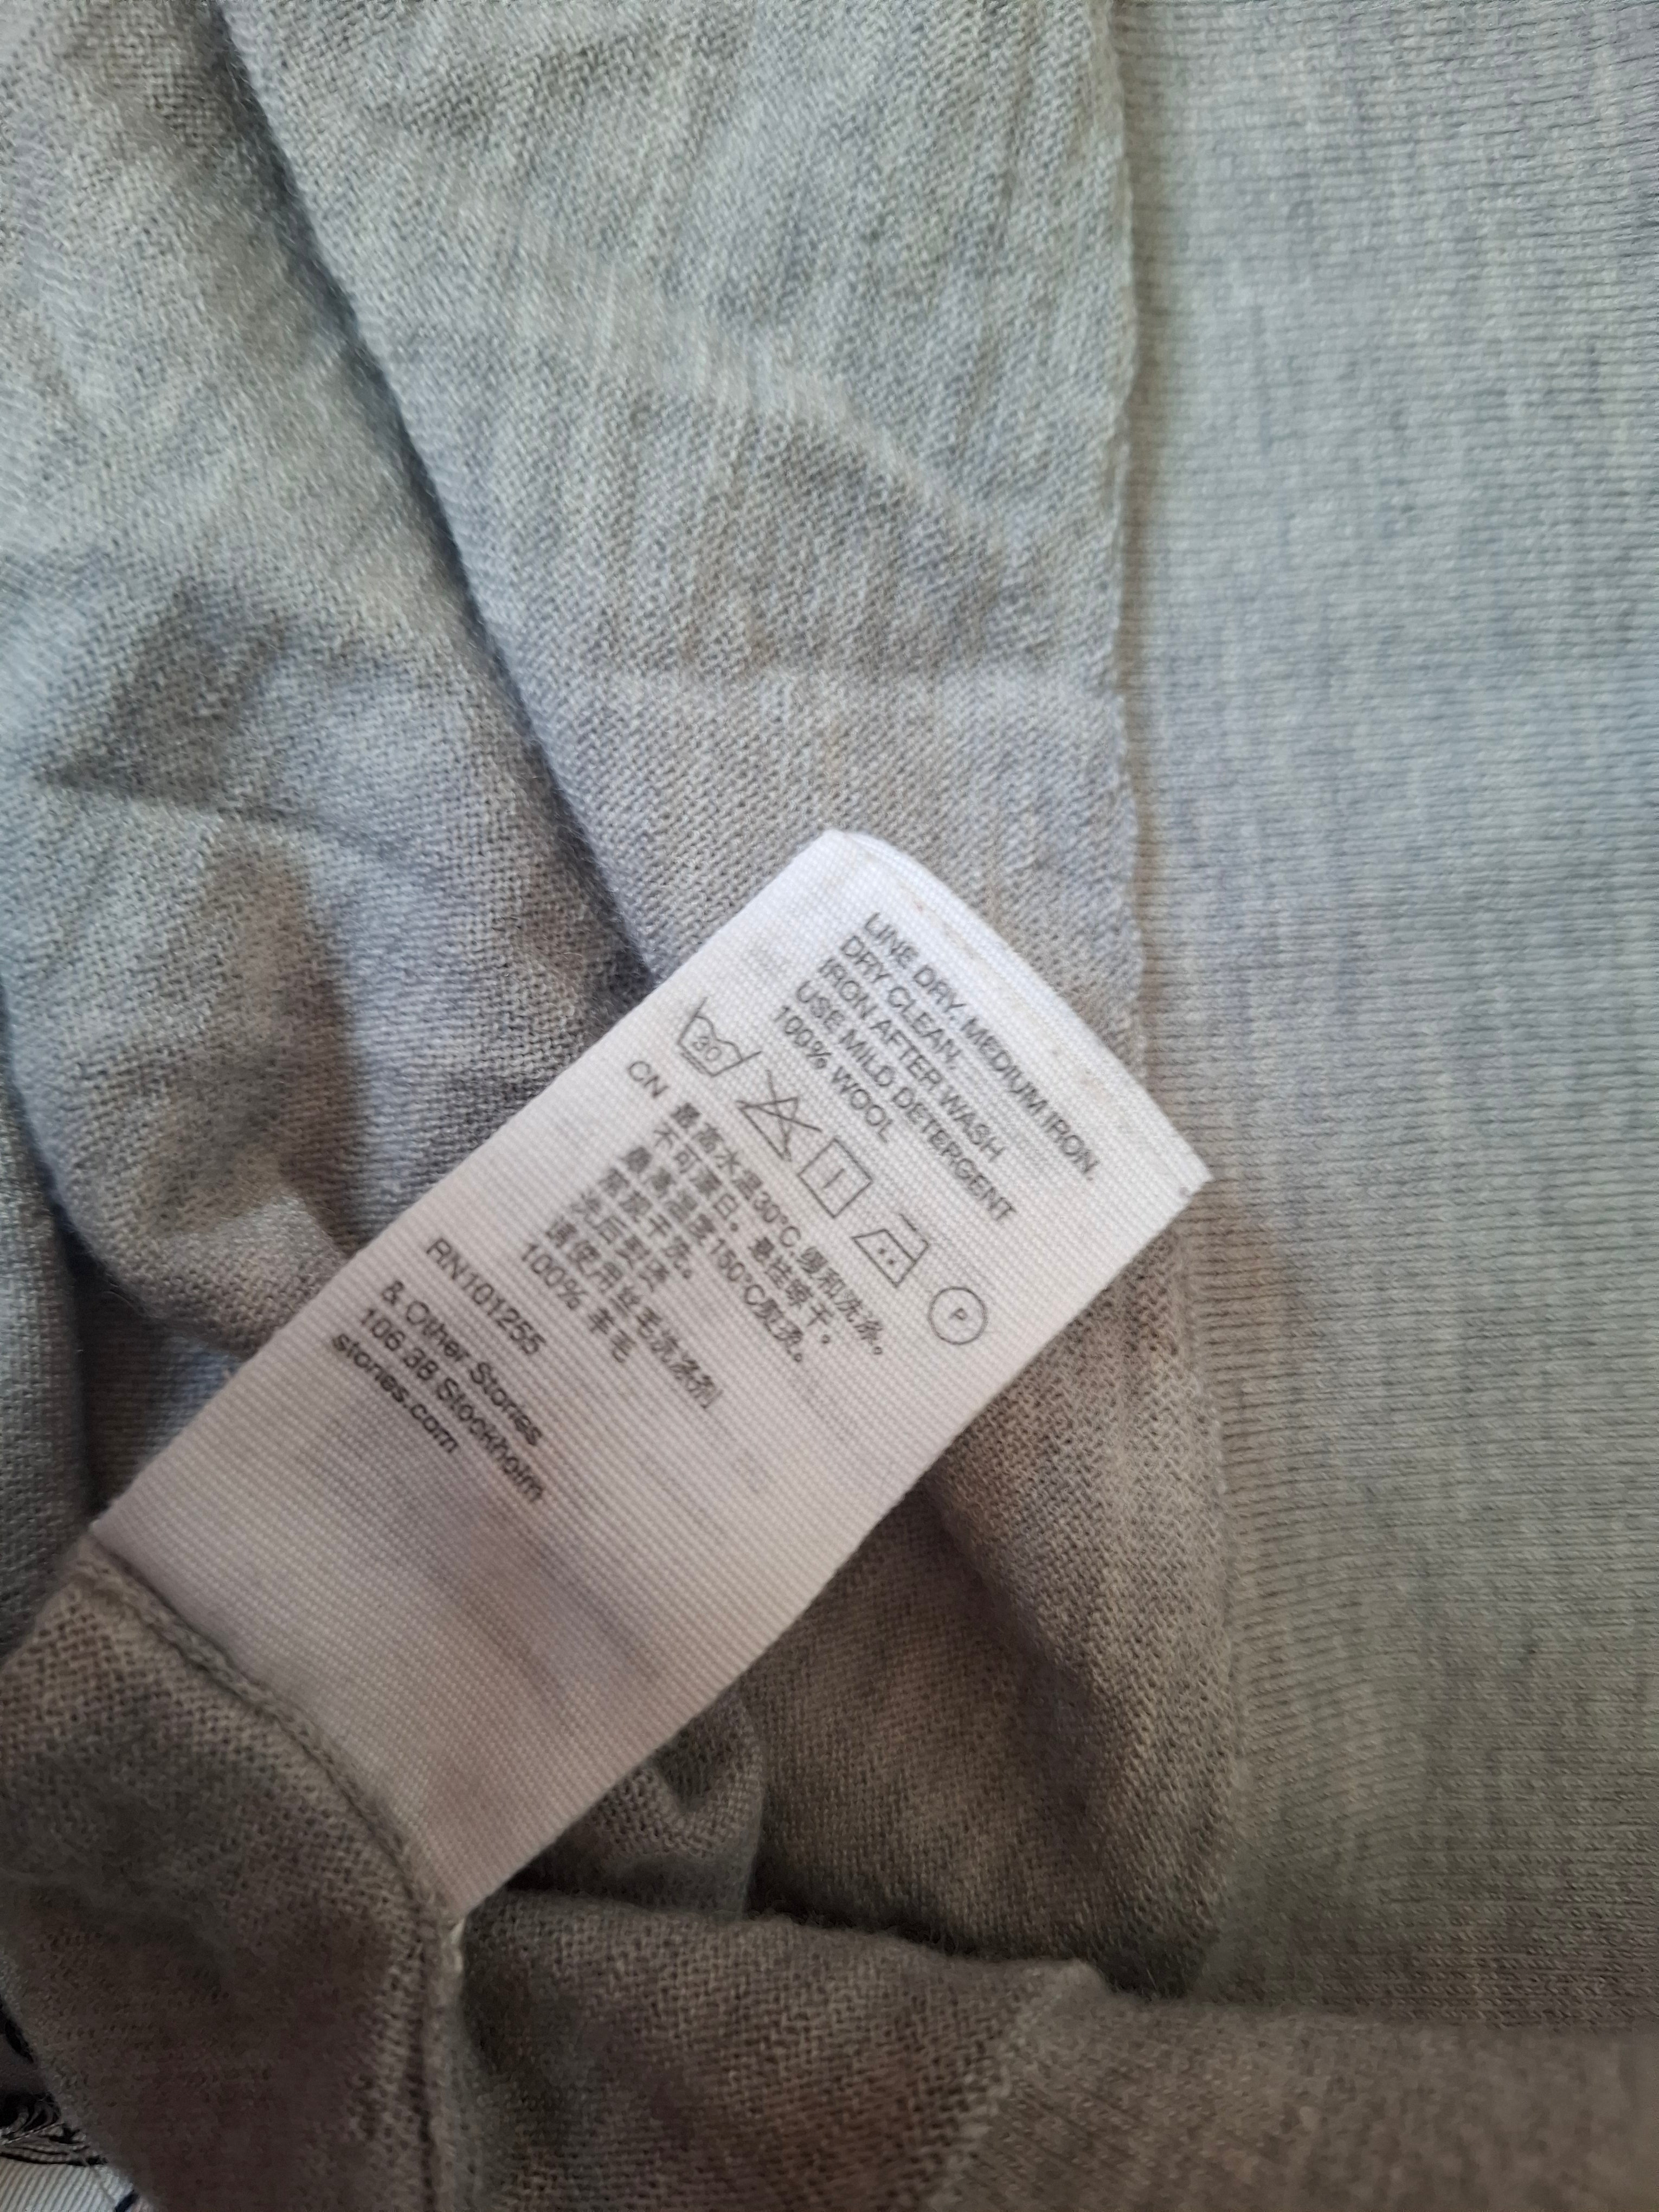 LINE DRY. MEDIUM IRON.
DRY CLEAN.
IRON AFTER WASH
USE MILD DETERGENT
100% WOOL
30
P
CN 最高水温30°C 缓和洗涤。
不可漂白。悬挂晾干。
最高温度150°C熨烫。
常规干洗。
洗后熨烫
请使用丝毛洗涤剂
100% 羊毛
RN101255
& Other Stories
106 38 Stockholm
stories.com